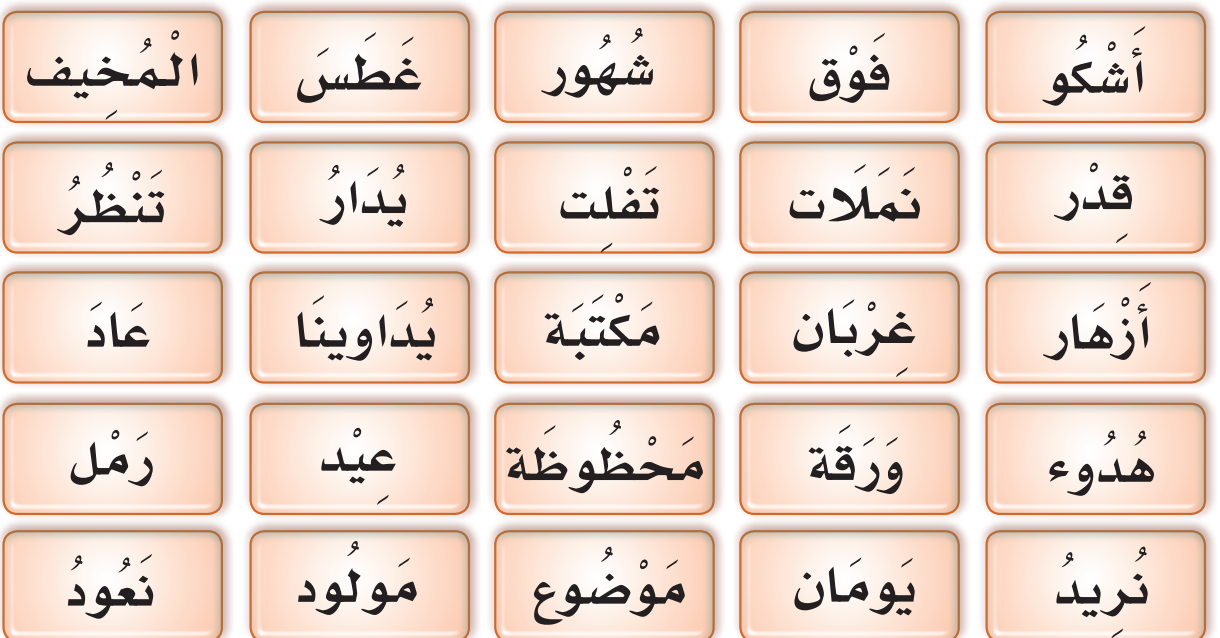 أَشْكُو فَوْق شُهُور غَطَسَ الْمُخِيف
قِدْر نَمَلَات تَفْلِت يُدَارُ تَنْظُرُ
أَزْهَار غِرْبَان مَكْتَبَة يُدَاوِينَا عَادَ
هُدُوء وَرَقَة مَحْظُوظَة عِيْد رَمْل
نُرِيدُ يَومَان مَوْضُوع مَولُود نَعُودُ